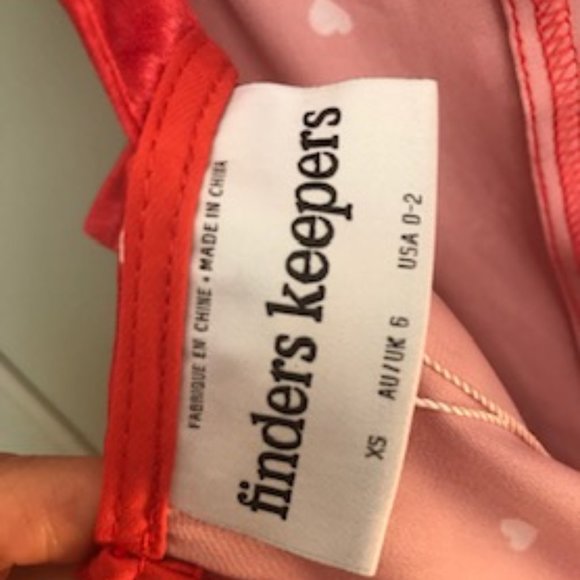 FABRIQUE EN CHINE • MADE IN CHINA
finders keepers
XS AU/UK 6 USA 0-2